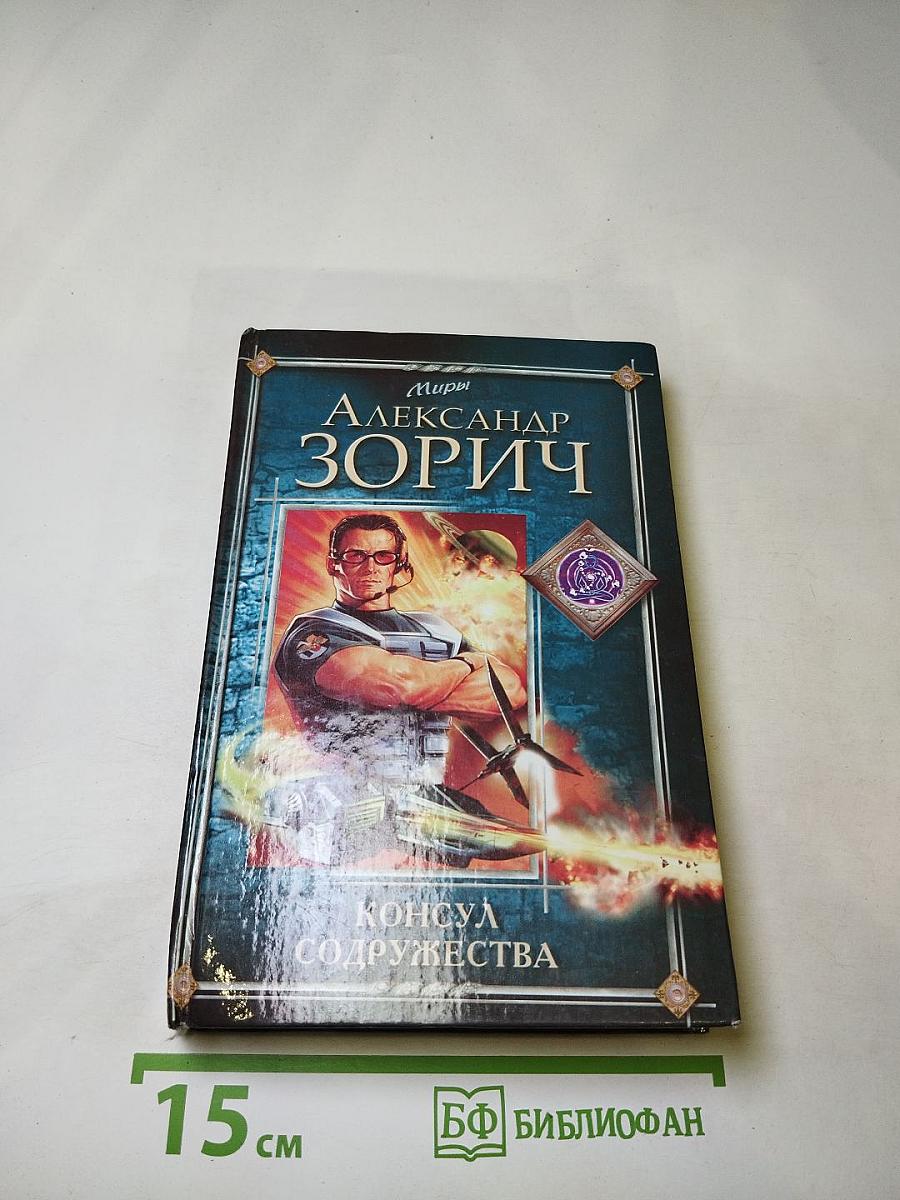 Миры
АЛЕКСАНДР
ЗОРИЧ
КОНСУЛ
СОДРУЖЕСТВА
15 см
БФ БИБЛИОФАН